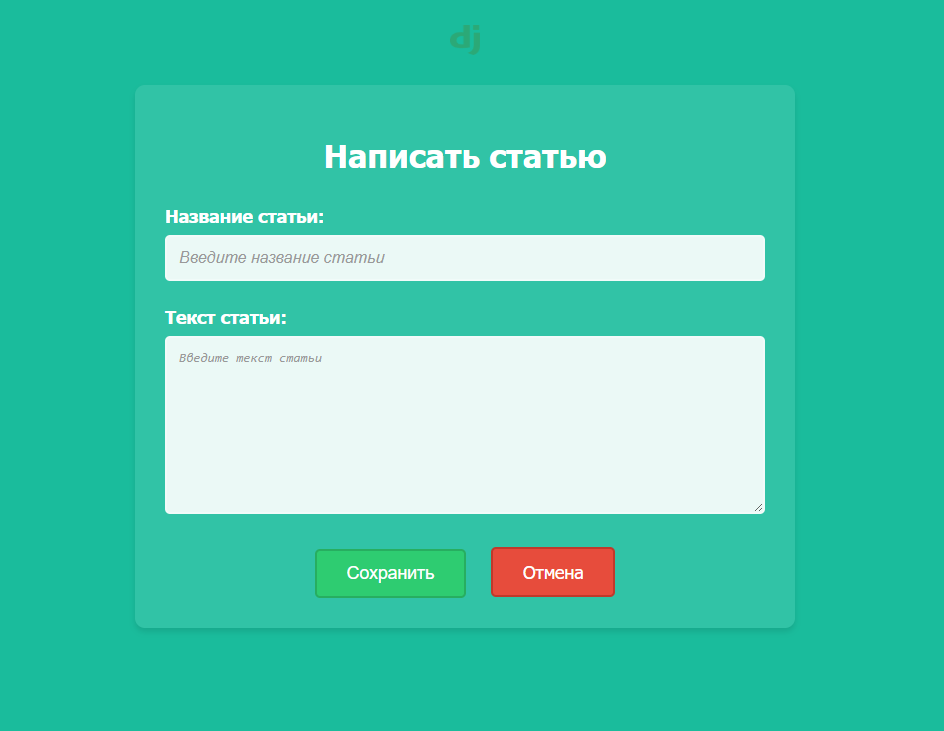 dj
Написать статью
Название статьи:
Введите название статьи
Текст статьи:
Введите текст статьи
Сохранить
Отмена